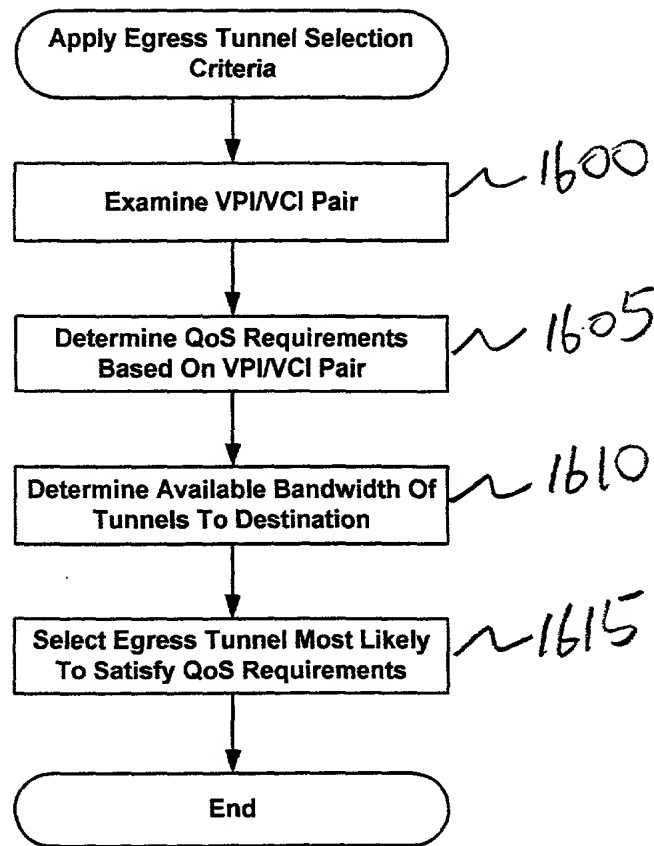 Apply Egress Tunnel Selection
Criteria
Examine VPI/VCI Pair
1600
Determine QoS Requirements
Based On VPI/VCI Pair
1605
Determine Available Bandwidth Of
Tunnels To Destination
1610
Select Egress Tunnel Most Likely
To Satisfy QoS Requirements
1615
End